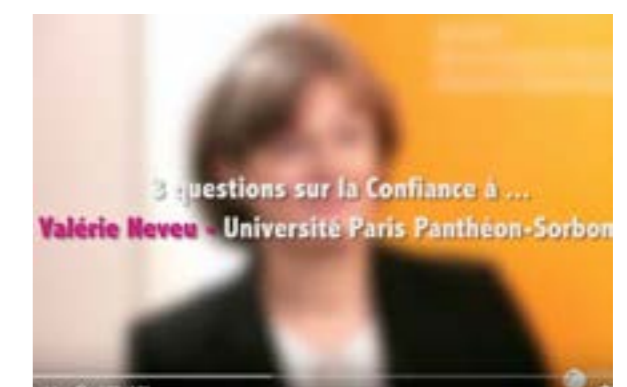 3 questions sur la Confiance à ...
Valérie Neveu - Université Paris Panthéon-Sorbon